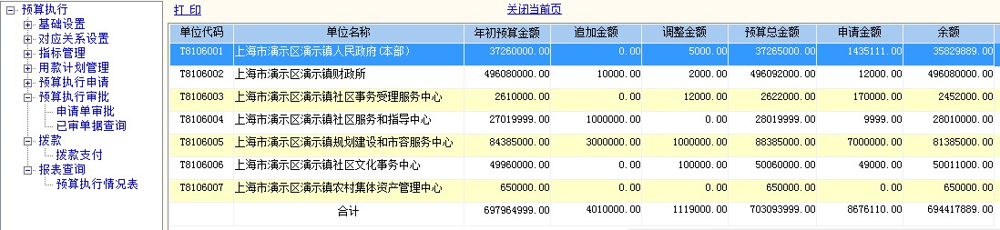 预算执行
基础设置
对应关系设置
指标管理
用款计划管理
预算执行申请
预算执行审批
申请单审批
已审单据查询
拨款
拨款支付
报表查询
预算执行情况表
打 印 关闭当前页
单位代码 单位名称 年初预算金额 追加金额 调整金额 预算总金额 申请金额 余额
T8106001 上海市演示区演示镇人民政府(本部） 37260000.00 0.00 5000.00 37265000.00 1435111.00 35829889.00
T8106002 上海市演示区演示镇财政所 496080000.00 10000.00 2000.00 496092000.00 12000.00 496080000.00
T8106003 上海市演示区演示镇社区事务受理服务中心 2610000.00 0.00 12000.00 2622000.00 170000.00 2452000.00
T8106004 上海市演示区演示镇社区服务和指导中心 27019999.00 1000000.00 0.00 28019999.00 9999.00 28010000.00
T8106005 上海市演示区演示镇规划建设和市容服务中心 84385000.00 3000000.00 1000000.00 88385000.00 7000000.00 81385000.00
T8106006 上海市演示区演示镇社区文化事务中心 49960000.00 0.00 100000.00 50060000.00 49000.00 50011000.00
T8106007 上海市演示区演示镇农村集体资产管理中心 650000.00 0.00 0.00 650000.00 0.00 650000.00
合计 697964999.00 4010000.00 1119000.00 703093999.00 8676110.00 694417889.00